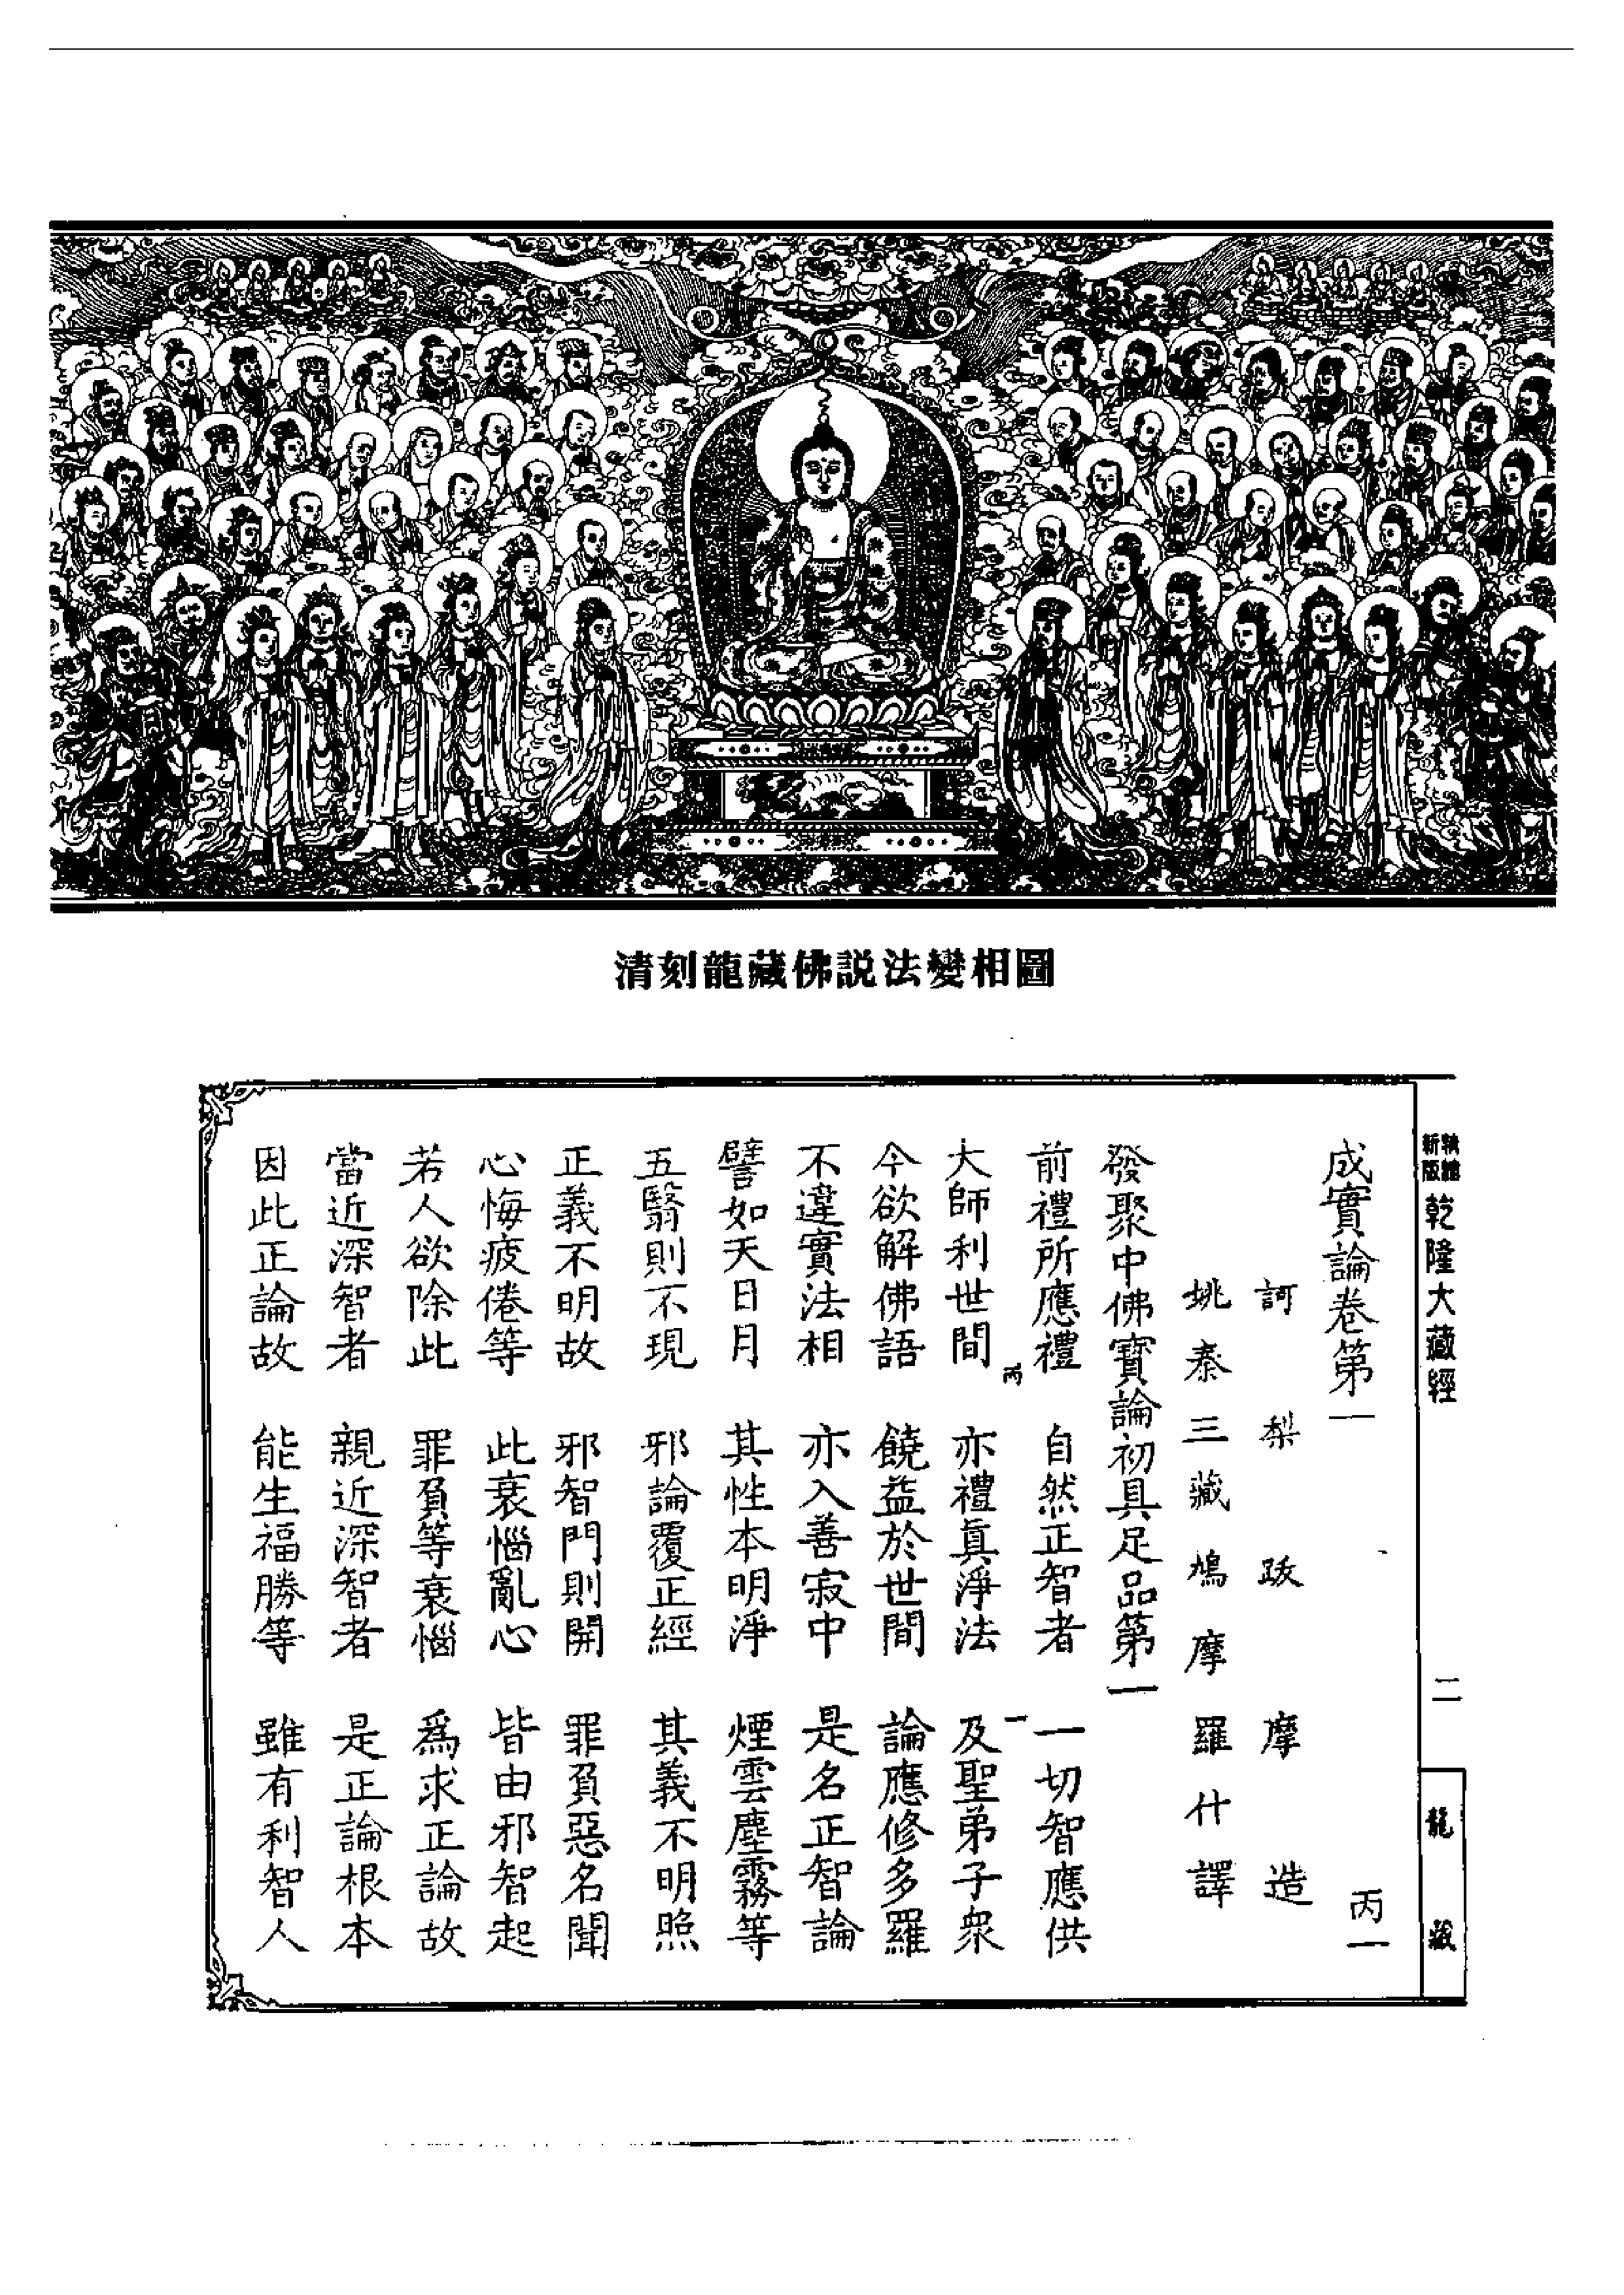 清刻龍藏佛説法變相圖
新版
乾隆大藏經
二
龍藏
成實論卷第一
丙一
訶梨跋摩造
姚秦三藏鳩摩羅什譯
發聚中佛寶論初具足品第一
前禮所應禮 自然正智者 一切智應供
丙 一
大師利世間 亦禮眞淨法 及聖弟子衆
今欲解佛語 饒益於世間 論應修多羅
不違實法相 亦入善寂中 是名正智論
譬如天日月 其性本明淨 煙雲塵霧等
五翳則不現 邪論覆正經 其義不明照
正義不明故 邪智門則開 罪負惡名聞
心悔疲倦等 此衰惱亂心 皆由邪智起
若人欲除此 罪負等衰惱 爲求正論故
當近深智者 親近深智者 是正論根本
因此正論故 能生福勝等 雖有利智人